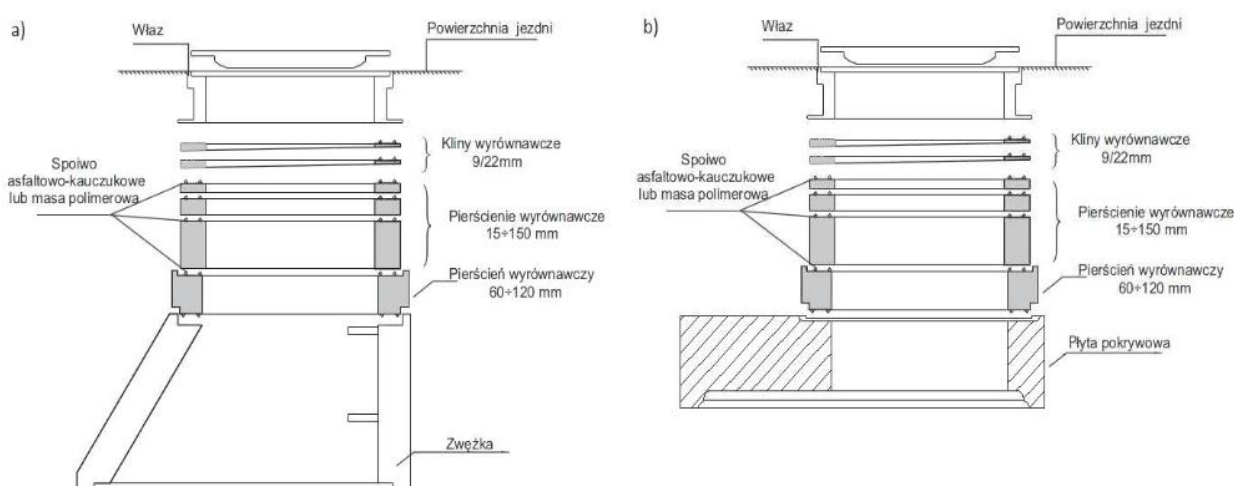 a)
Właz
Powierzchnia jezdni
Kliny wyrównawcze
9/22mm
Spoiwo
asfaltowo-kauczukowe
lub masa polimerowa
Pierścienie wyrównawcze
15÷150 mm
Pierścień wyrównawczy
60÷120 mm
Zwężka
b)
Właz
Powierzchnia jezdni
Kliny wyrównawcze
9/22mm
Spoiwo
asfaltowo-kauczukowe
lub masa polimerowa
Pierścienie wyrównawcze
15÷150 mm
Pierścień wyrównawczy
60÷120 mm
Płyta pokrywowa